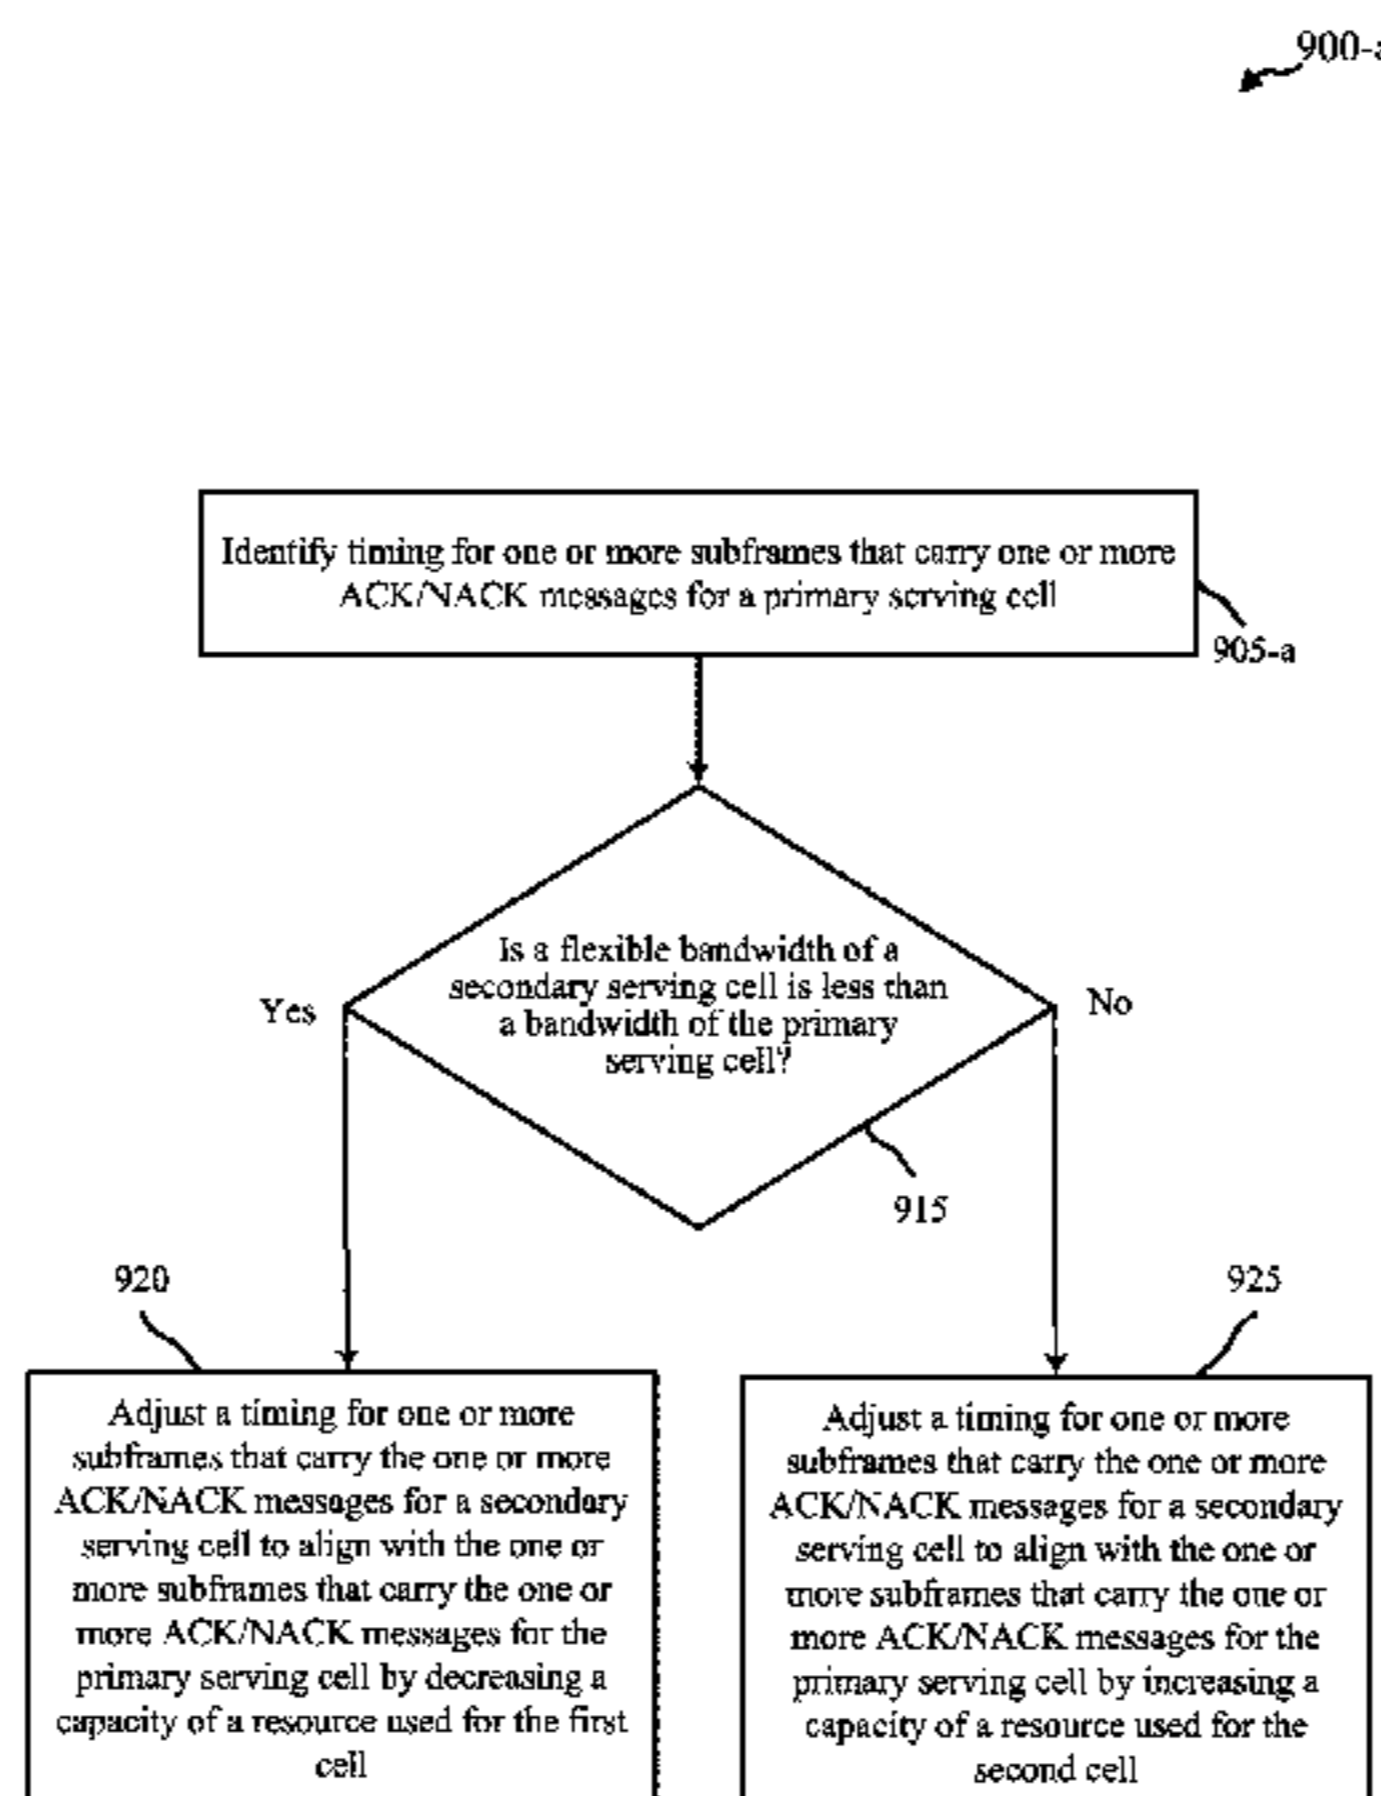 900-a
Identify timing for one or more subframes that carry one or more
ACK/NACK messages for a primary serving cell
905-a
Is a flexible bandwidth of a
secondary serving cell is less than
a bandwidth of the primary
serving cell?
Yes
No
915
920
925
Adjust a timing for one or more
subframes that carry the one or more
ACK/NACK messages for a secondary
serving cell to align with the one or
more subframes that carry the one or
more ACK/NACK messages for the
primary serving cell by decreasing a
capacity of a resource used for the first
cell
Adjust a timing for one or more
subframes that carry the one or more
ACK/NACK messages for a secondary
serving cell to align with the one or
more subframes that carry the one or
more ACK/NACK messages for the
primary serving cell by increasing a
capacity of a resource used for the
second cell